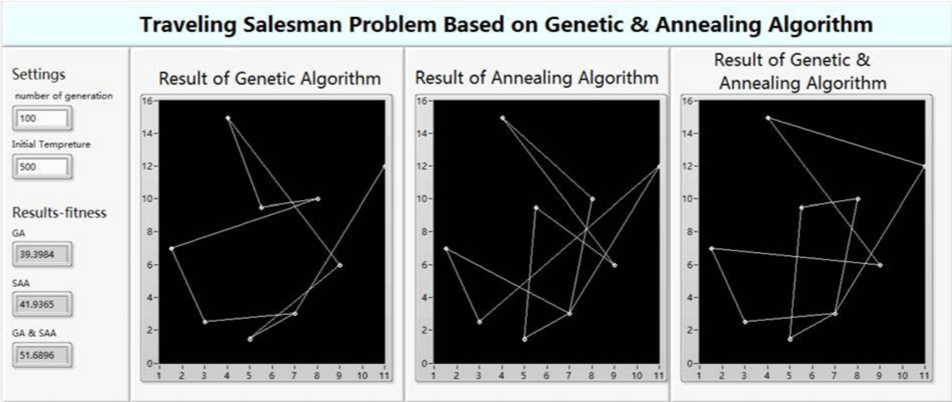 Traveling Salesman Problem Based on Genetic & Annealing Algorithm
Settings
number of generation
100
Initial Tempreture
500
Results-fitness
GA
39.3984
SAA
41.9365
GA & SAA
51.6896
Result of Genetic Algorithm
16
14
12
10
8
6
4
2
0
1 2 3 4 5 6 7 8 9 10 11
Result of Annealing Algorithm
16
14
12
10
8
6
4
2
0
1 2 3 4 5 6 7 8 9 10 11
Result of Genetic &
Annealing Algorithm
16
14
12
10
8
6
4
2
0
1 2 3 4 5 6 7 8 9 10 11